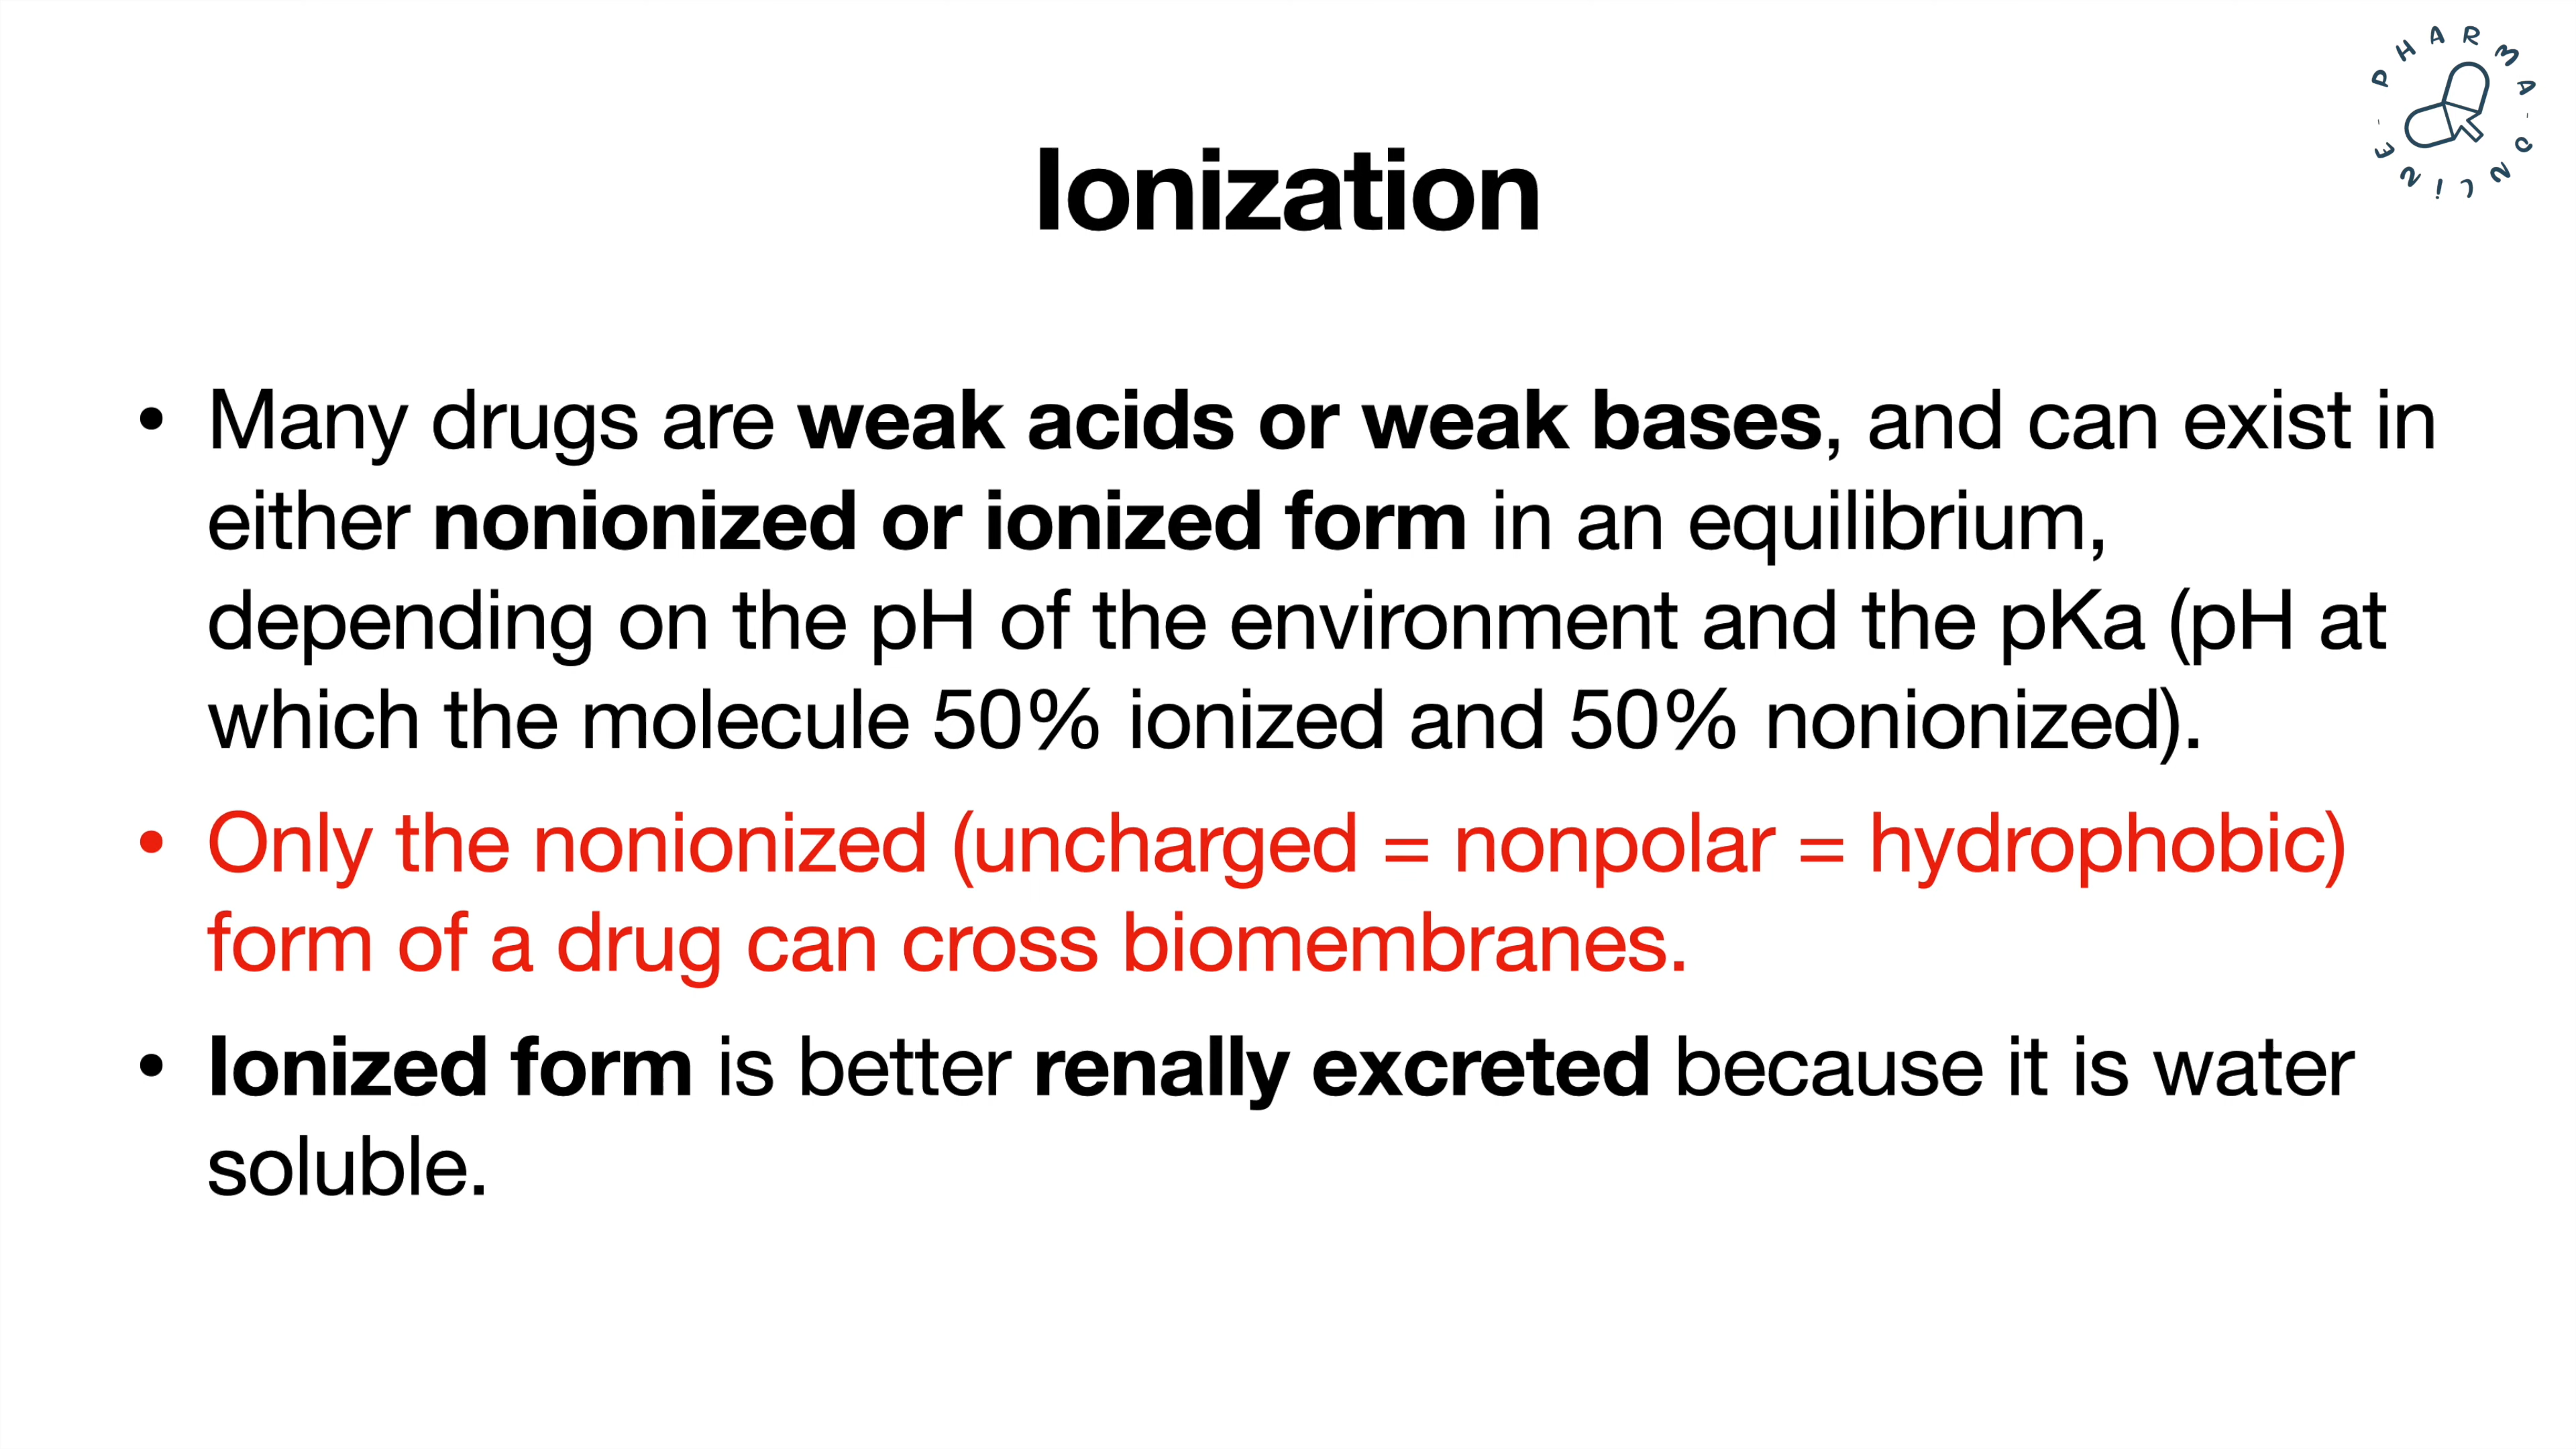 PHARMA-ONLINE-
Ionization
• Many drugs are weak acids or weak bases, and can exist in
either nonionized or ionized form in an equilibrium,
depending on the pH of the environment and the pKa (pH at
which the molecule 50% ionized and 50% nonionized).
• Only the nonionized (uncharged = nonpolar = hydrophobic)
form of a drug can cross biomembranes.
• Ionized form is better renally excreted because it is water
soluble.